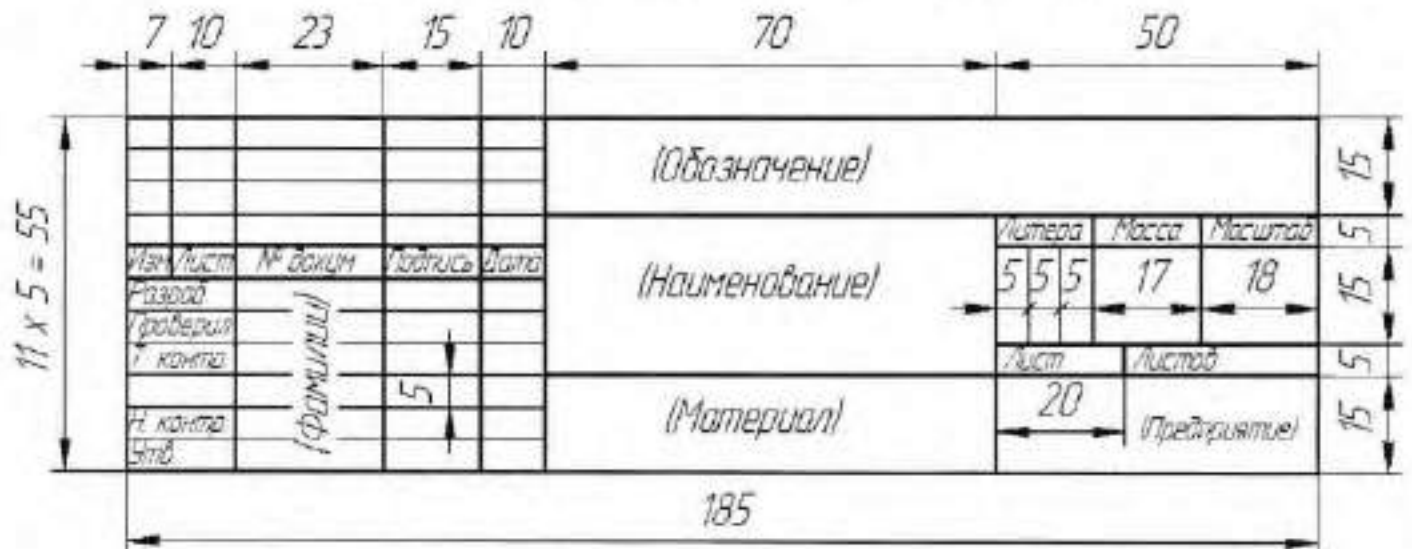 7 10 23 15 10 70 50
(Обозначение) 15
11 x 5 = 55
Литера Масса Масштаб 5
Изм Лист № докум Подпись Дата
(Наименование) 5 5 5 17 18 15
Разраб
Проверил
Т контр
(фамилии)
5
Лист Листов 5
(Материал) 20 (Предприятие) 15
Н. контр
Утв
185